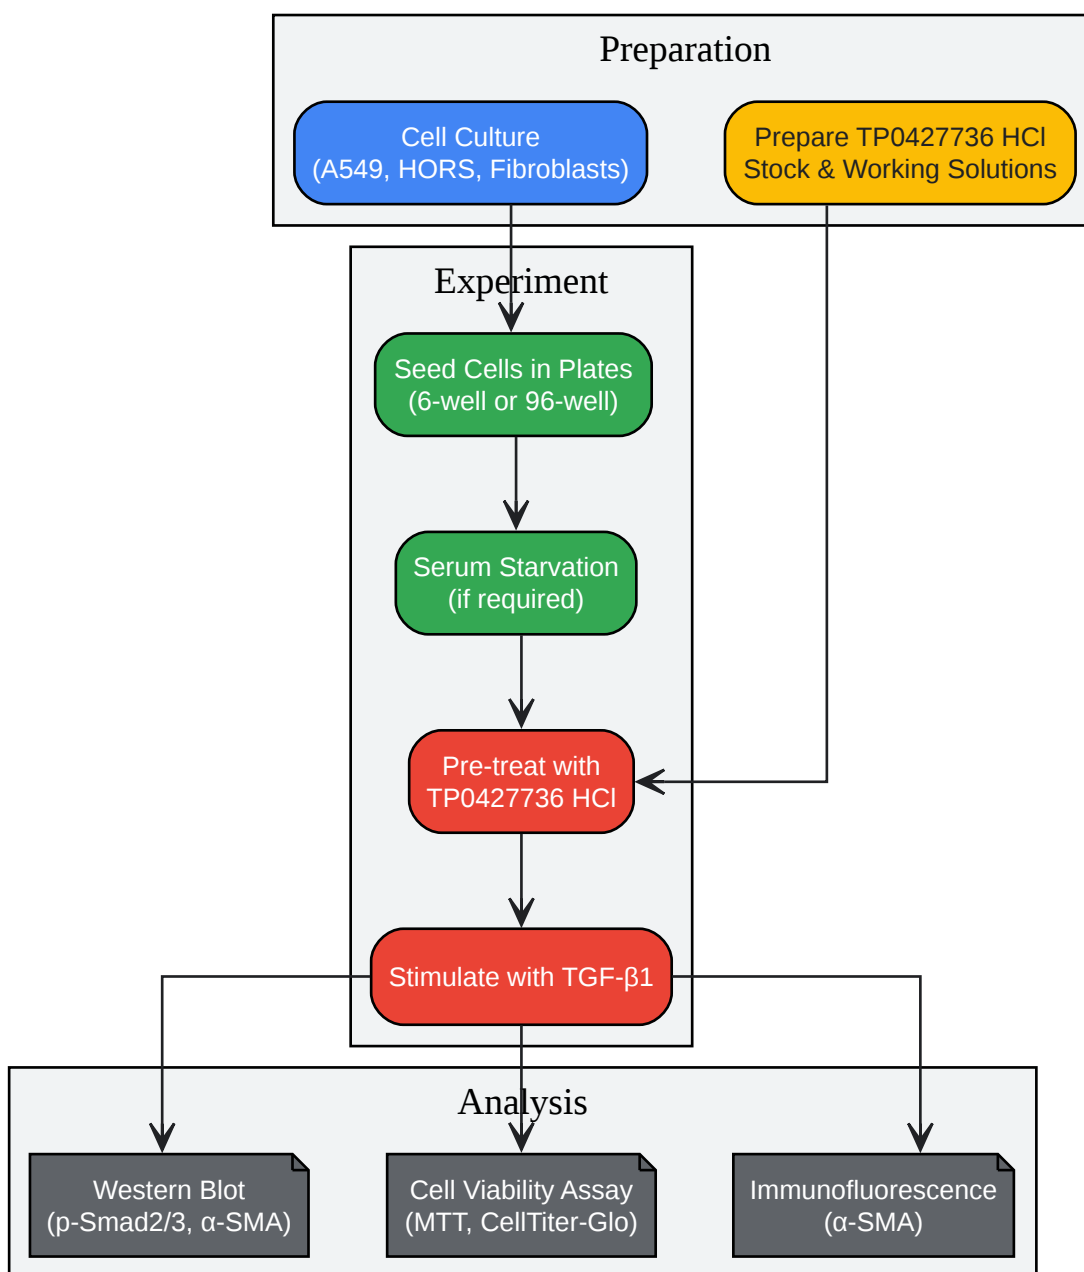 Preparation
Cell Culture
(A549, HORS, Fibroblasts)
Prepare TP0427736 HCl
Stock & Working Solutions
Experiment
Seed Cells in Plates
(6-well or 96-well)
Serum Starvation
(if required)
Pre-treat with
TP0427736 HCl
Stimulate with TGF-β1
Analysis
Western Blot
(p-Smad2/3, α-SMA)
Cell Viability Assay
(MTT, CellTiter-Glo)
Immunofluorescence
(α-SMA)